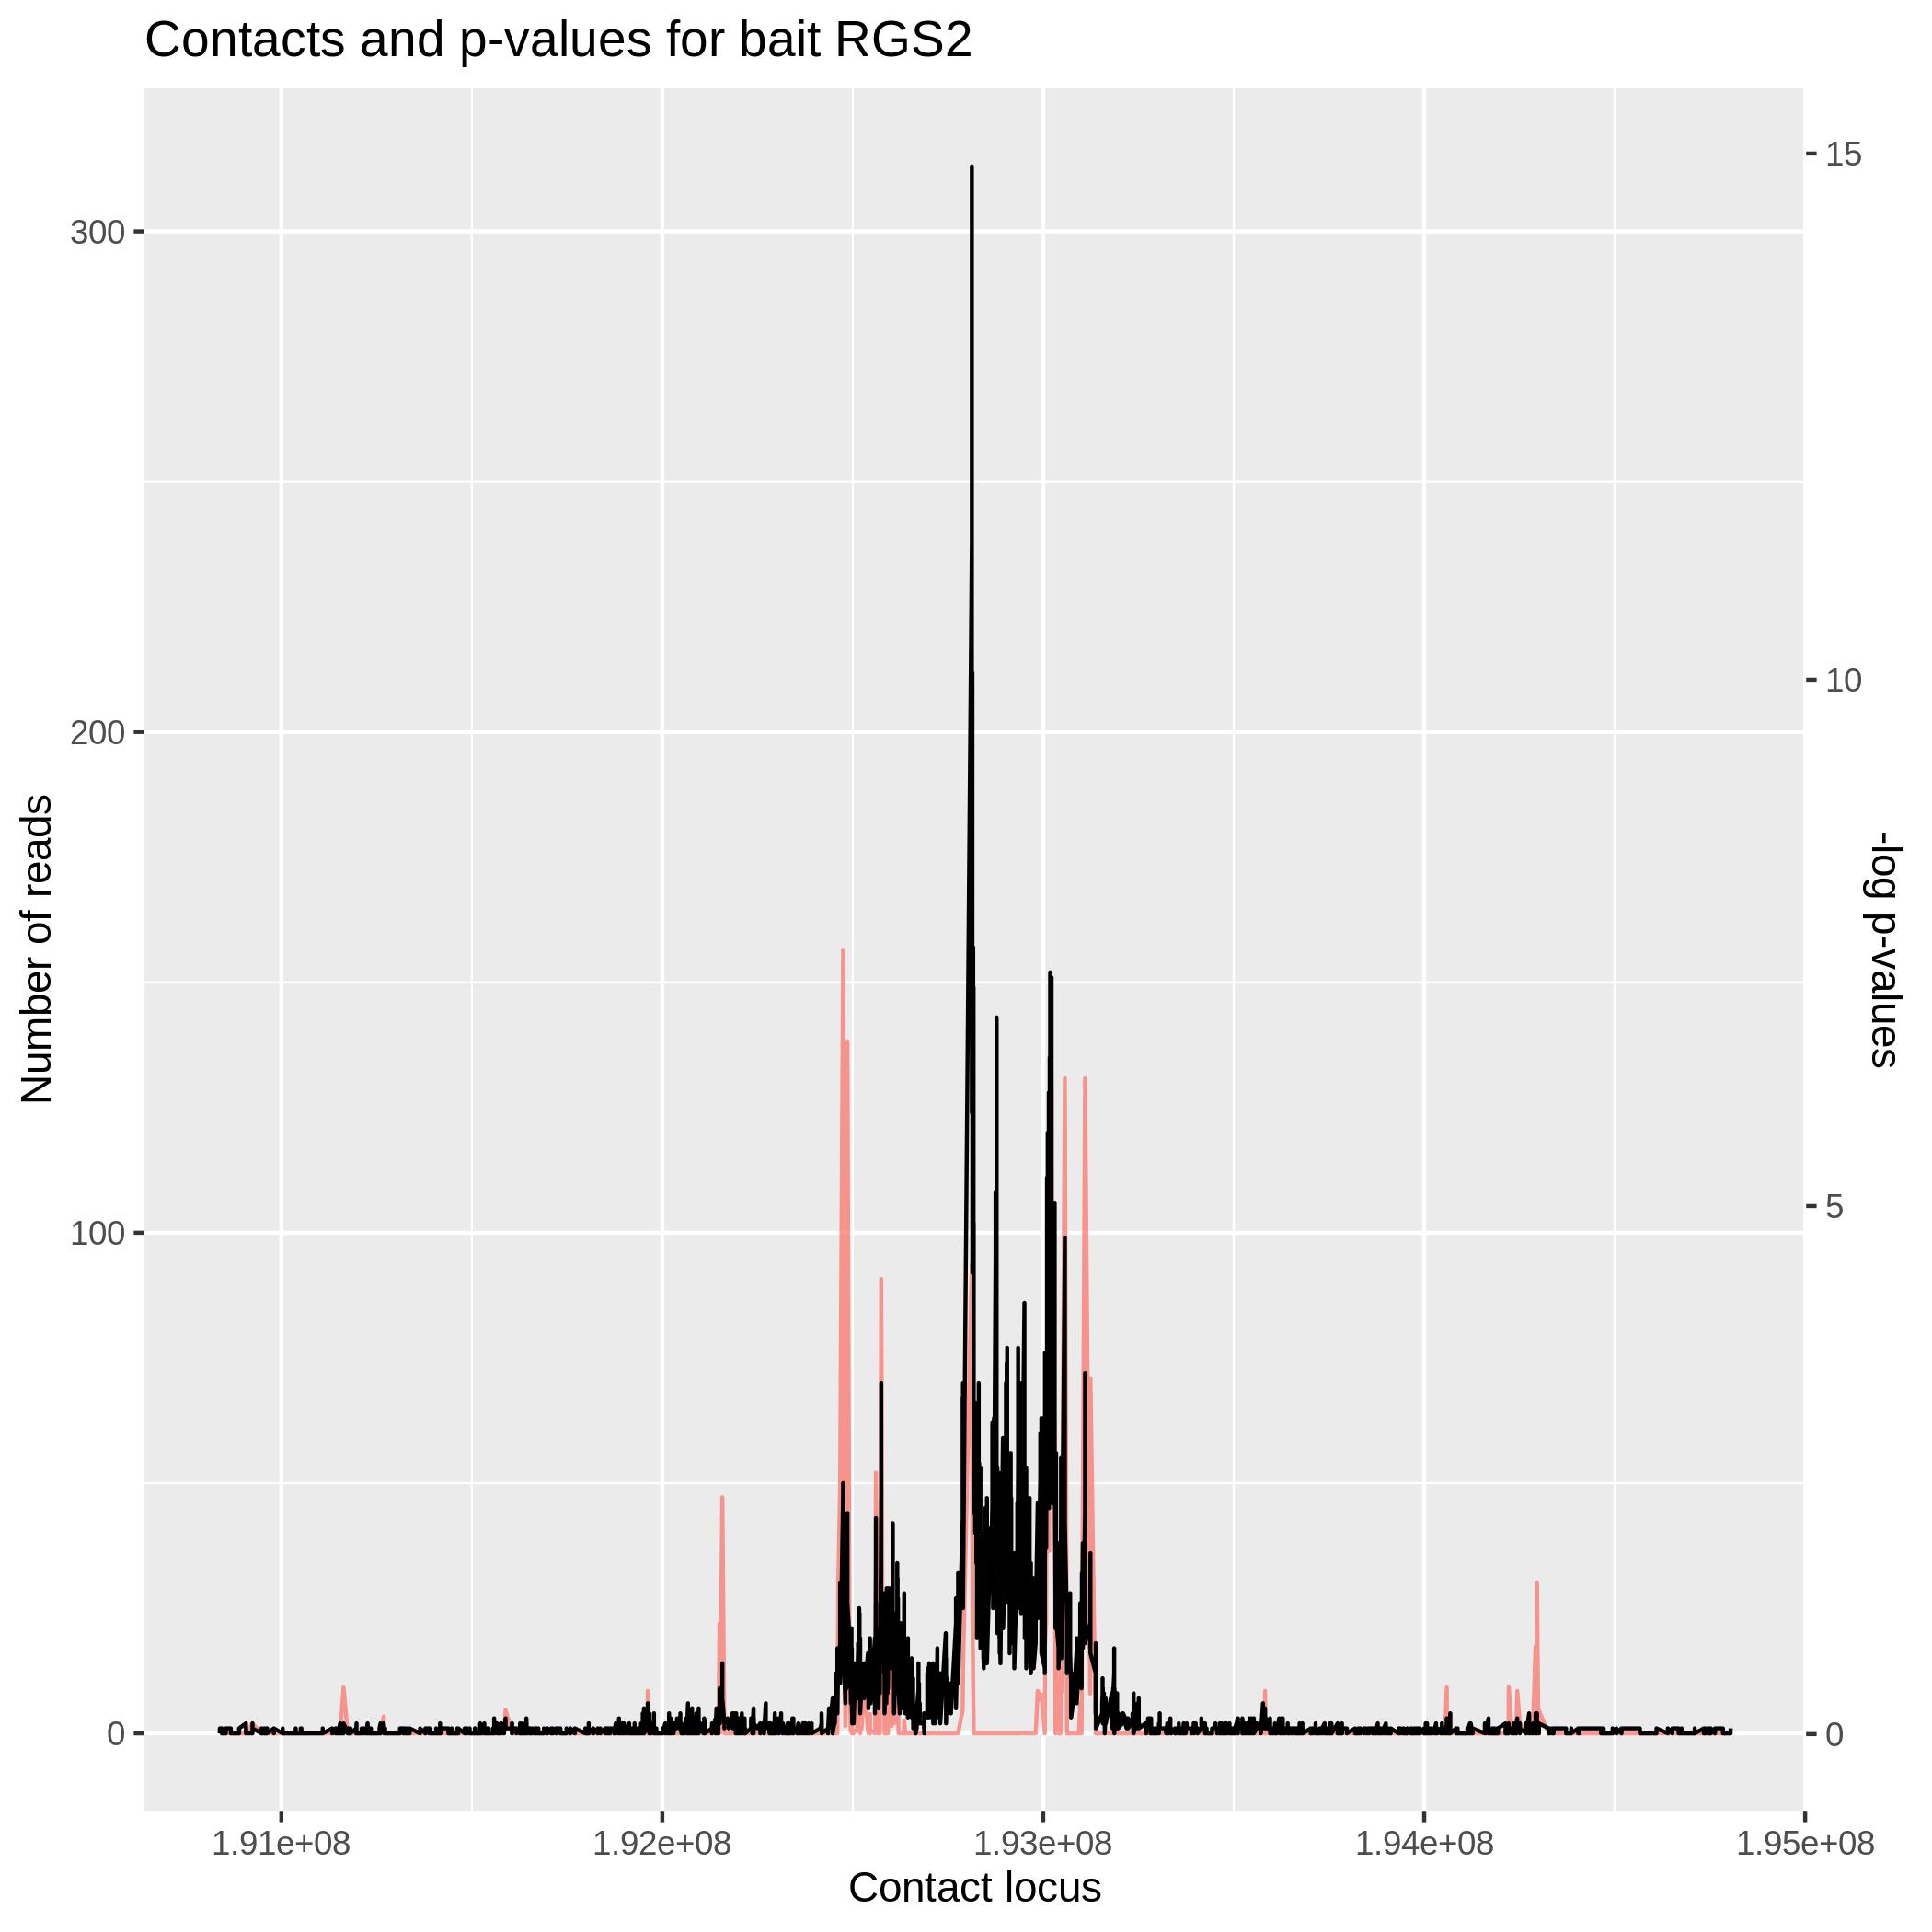 Contacts and p-values for bait RGS2
Number of reads
300
200
100
0
15
10
5
0
-log p-values
1.91e+08
1.92e+08
1.93e+08
1.94e+08
1.95e+08
Contact locus